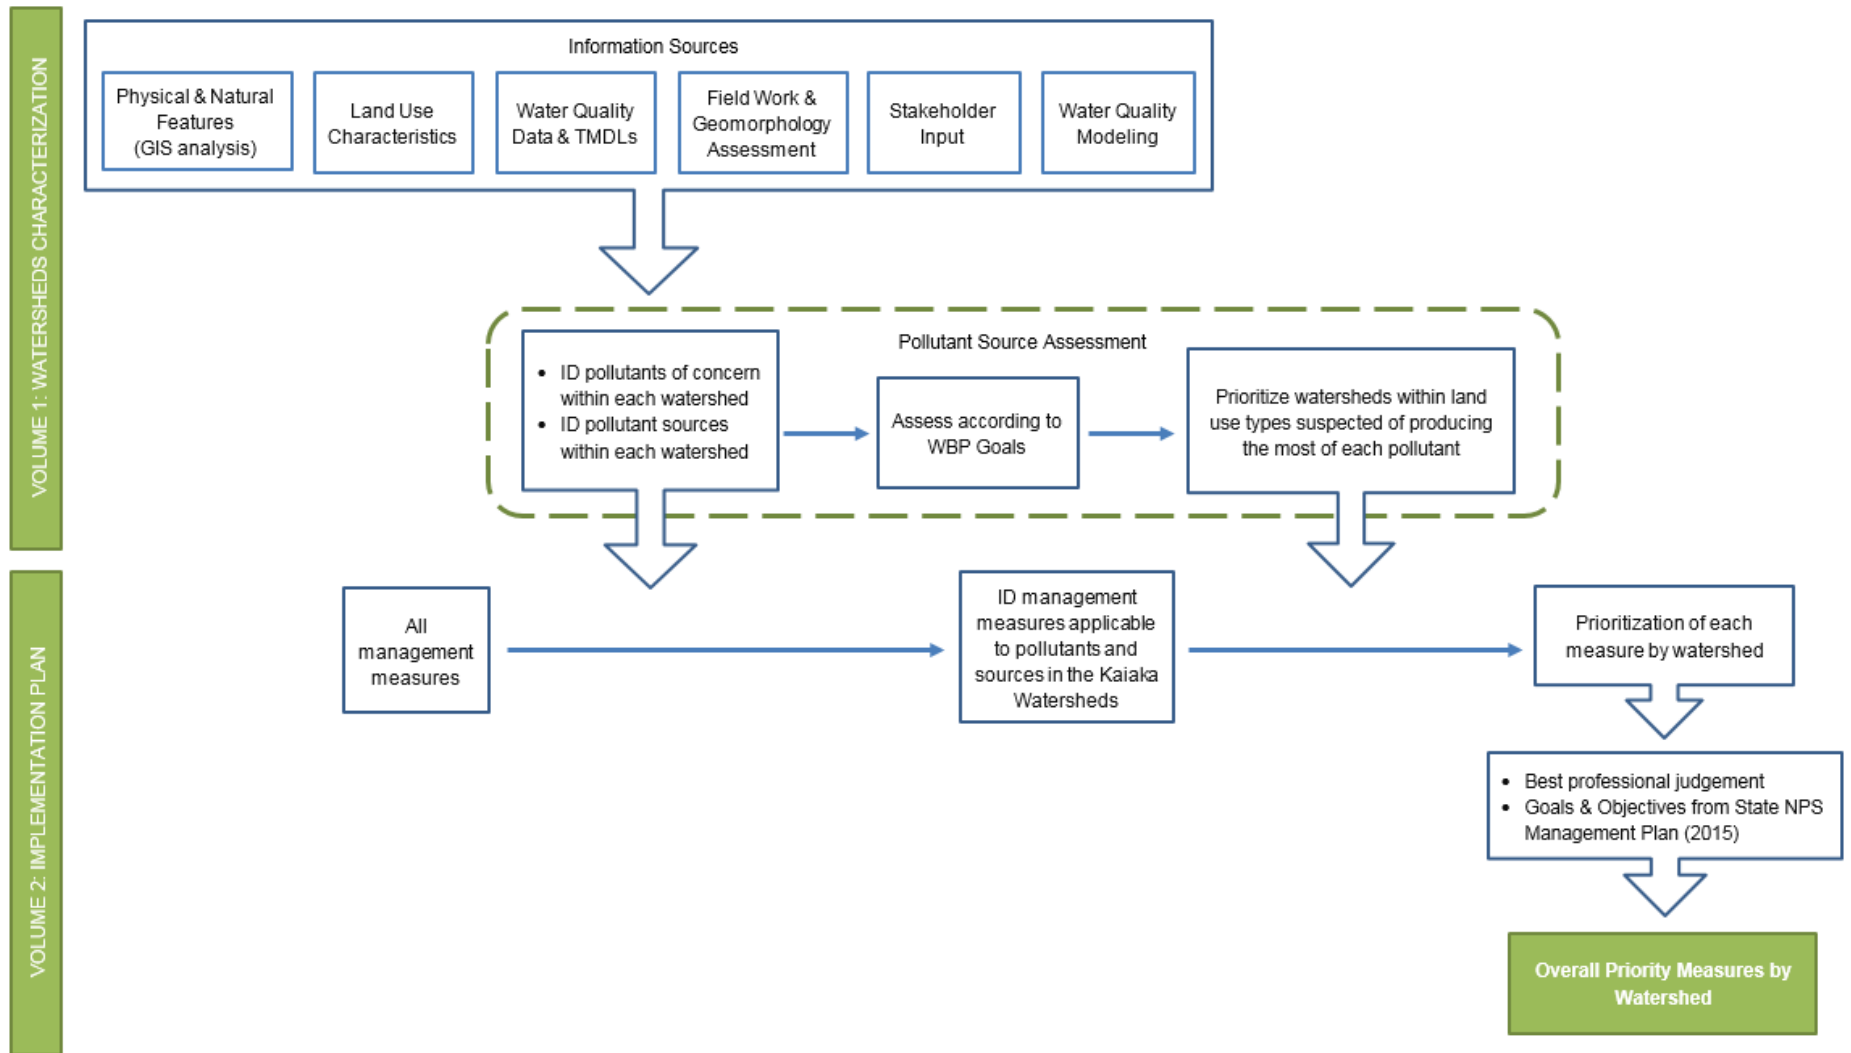 VOLUME 1: WATERSHEDS CHARACTERIZATION
Information Sources
Physical & Natural
Features
(GIS analysis)
Land Use
Characteristics
Water Quality
Data & TMDLs
Field Work &
Geomorphology
Assessment
Stakeholder
Input
Water Quality
Modeling
Pollutant Source Assessment
• ID pollutants of concern
within each watershed
• ID pollutant sources
within each watershed
Assess according to
WBP Goals
Prioritize watersheds within land
use types suspected of producing
the most of each pollutant
VOLUME 2: IMPLEMENTATION PLAN
All
management
measures
ID management
measures applicable
to pollutants and
sources in the Kaiaka
Watersheds
Prioritization of each
measure by watershed
• Best professional judgement
• Goals & Objectives from State NPS
Management Plan (2015)
Overall Priority Measures by
Watershed